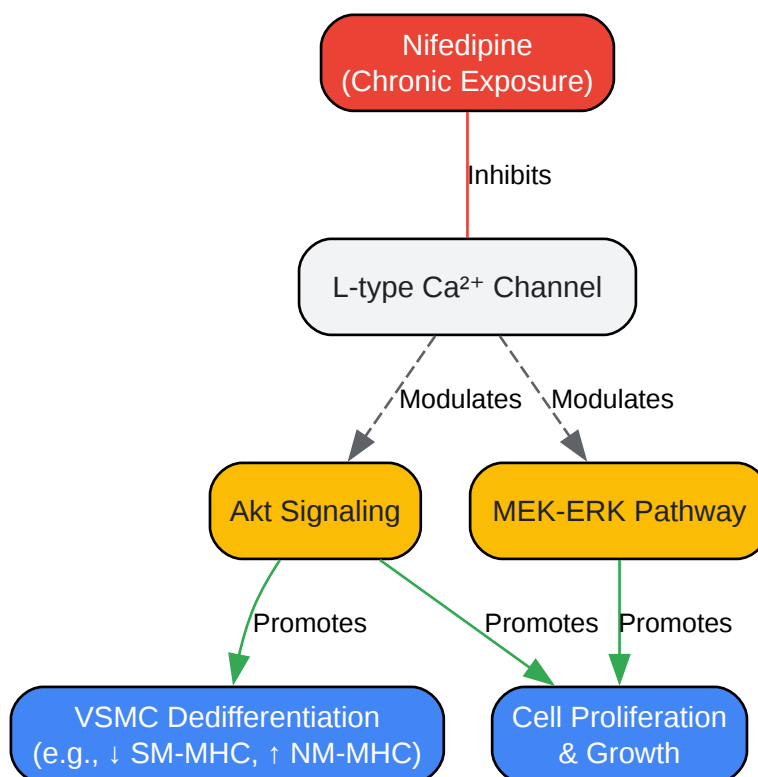 Nifedipine
(Chronic Exposure)
Inhibits
L-type Ca²⁺ Channel
Modulates
Modulates
Akt Signaling
MEK-ERK Pathway
Promotes
Promotes
Promotes
VSMC Dedifferentiation
(e.g., ↓ SM-MHC, ↑ NM-MHC)
Cell Proliferation
& Growth